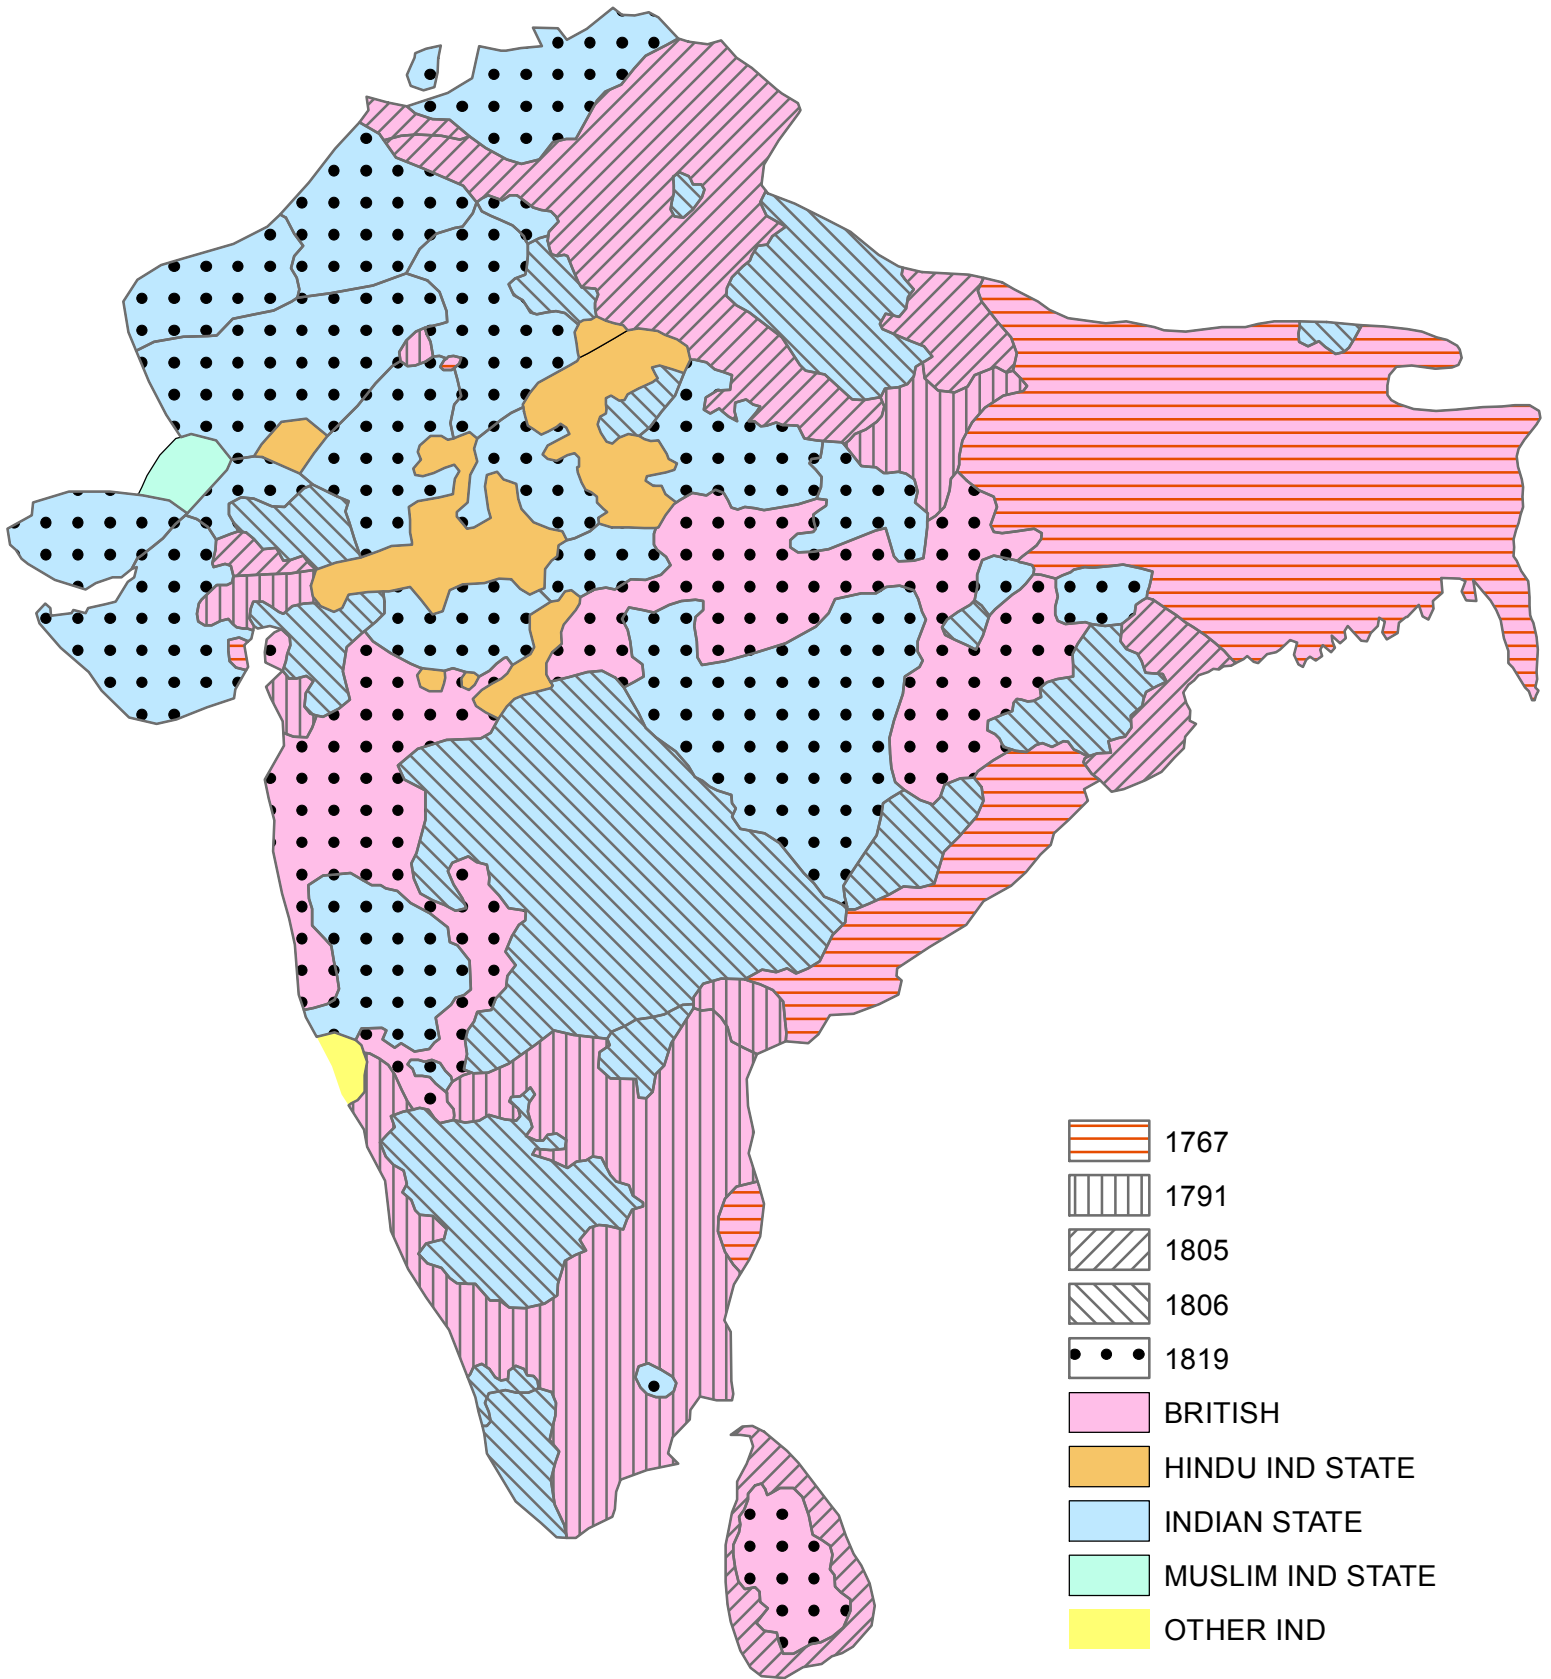 1767
1791
1805
1806
1819
BRITISH
HINDU IND STATE
INDIAN STATE
MUSLIM IND STATE
OTHER IND